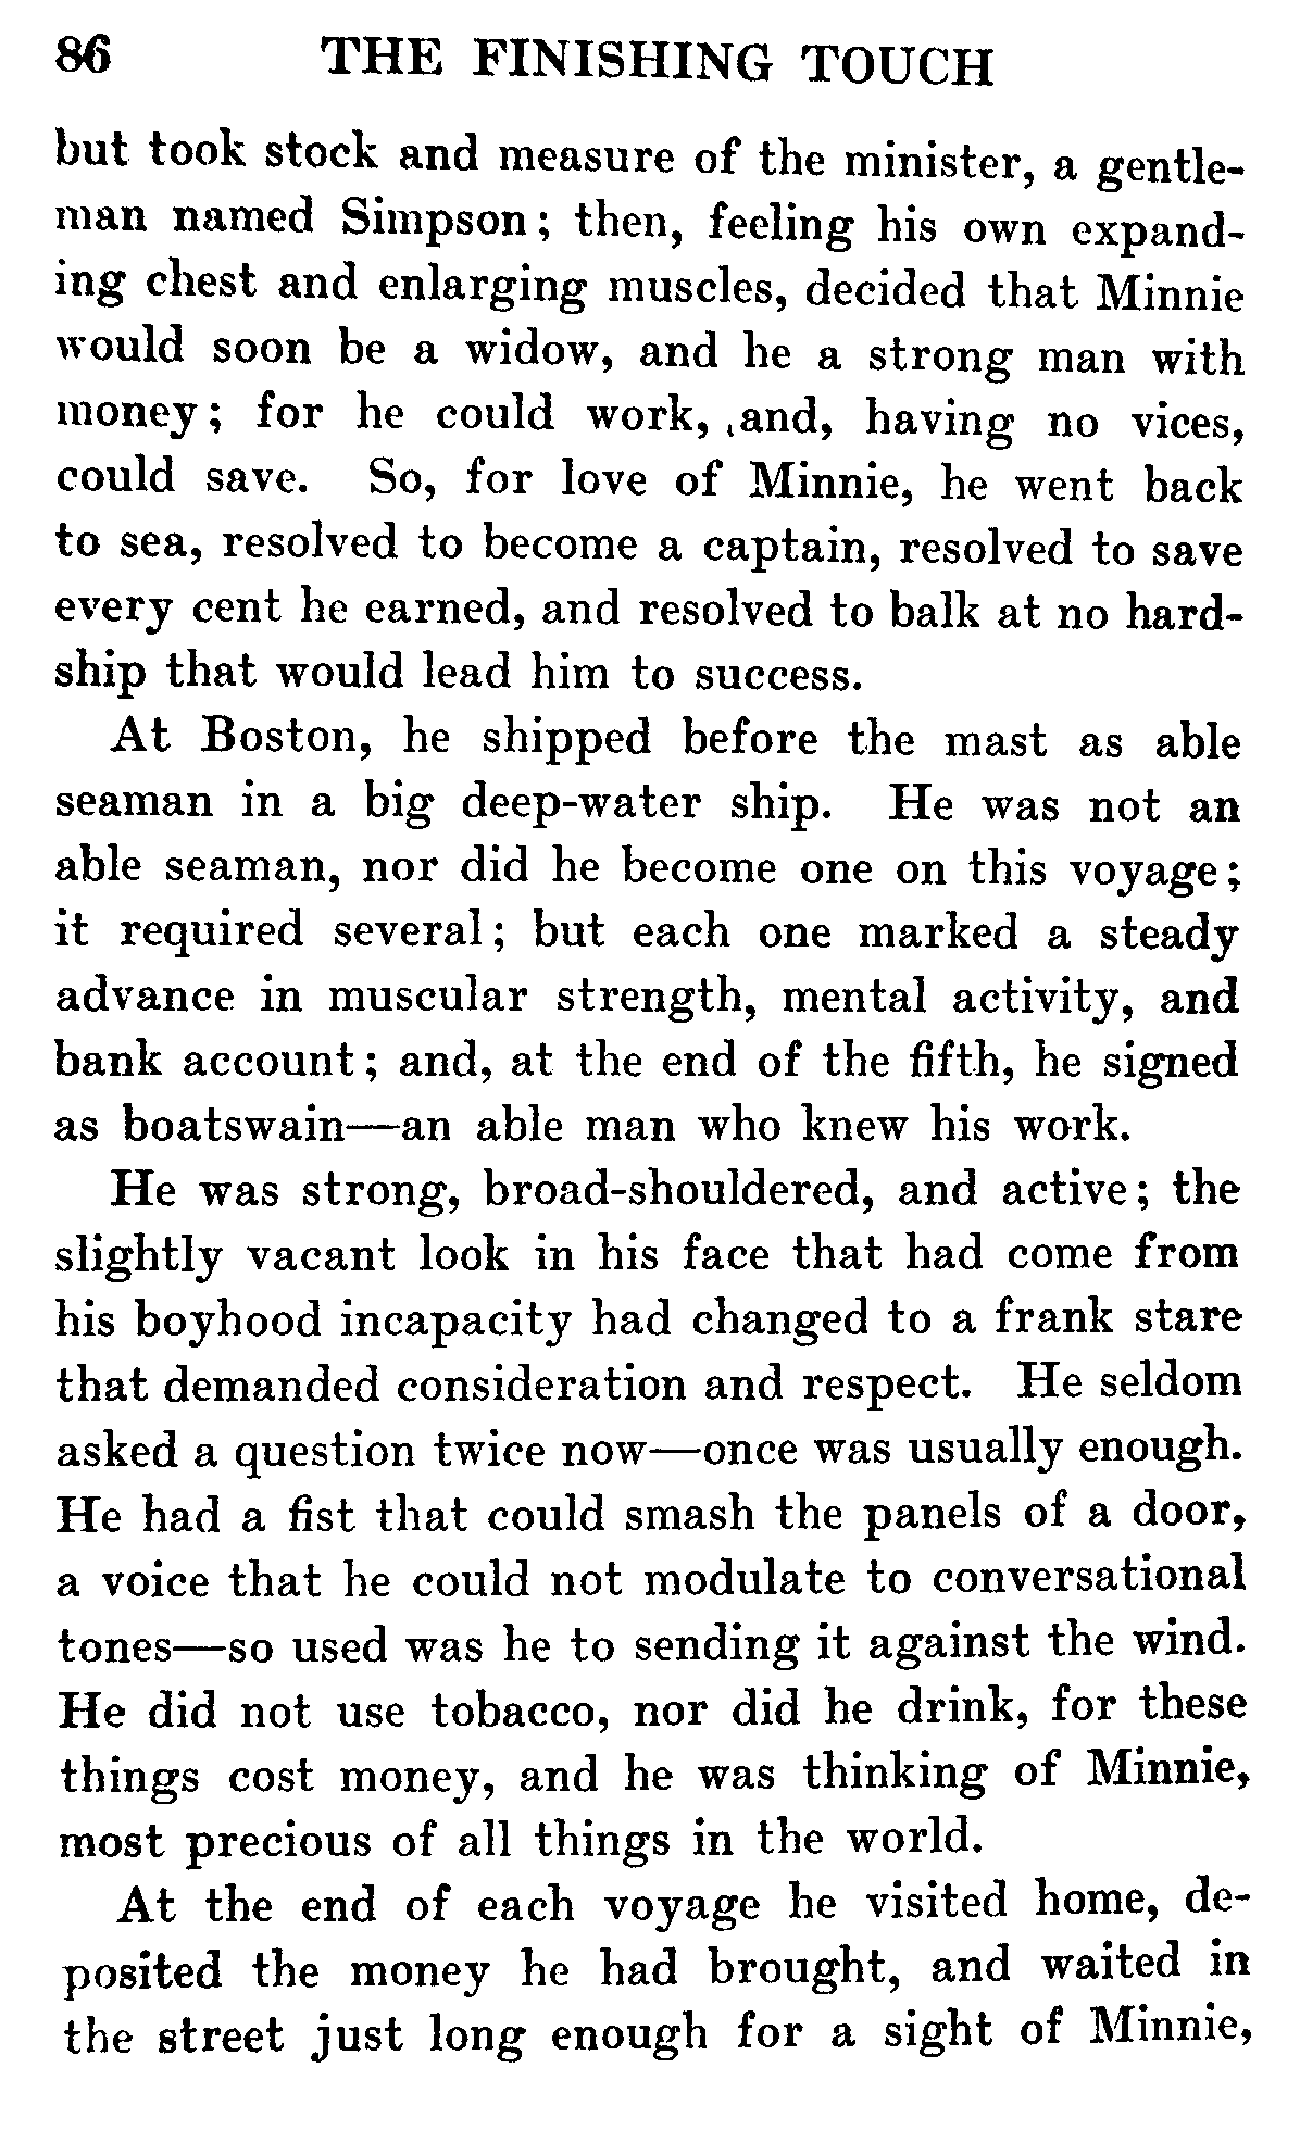 86 THE FINISHING TOUCH
but took stock and measure of the minister, a gentle-
man named Simpson; then, feeling his own expand-
ing chest and enlarging muscles, decided that Minnie
would soon be a widow, and he a strong man with
money; for he could work, and, having no vices,
could save. So, for love of Minnie, he went back
to sea, resolved to become a captain, resolved to save
every cent he earned, and resolved to balk at no hard-
ship that would lead him to success.
At Boston, he shipped before the mast as able
seaman in a big deep-water ship. He was not an
able seaman, nor did he become one on this voyage;
it required several; but each one marked a steady
advance in muscular strength, mental activity, and
bank account; and, at the end of the fifth, he signed
as boatswain—an able man who knew his work.
He was strong, broad-shouldered, and active; the
slightly vacant look in his face that had come from
his boyhood incapacity had changed to a frank stare
that demanded consideration and respect. He seldom
asked a question twice now—once was usually enough.
He had a fist that could smash the panels of a door,
a voice that he could not modulate to conversational
tones—so used was he to sending it against the wind.
He did not use tobacco, nor did he drink, for these
things cost money, and he was thinking of Minnie,
most precious of all things in the world.
At the end of each voyage he visited home, de-
posited the money he had brought, and waited in
the street just long enough for a sight of Minnie,